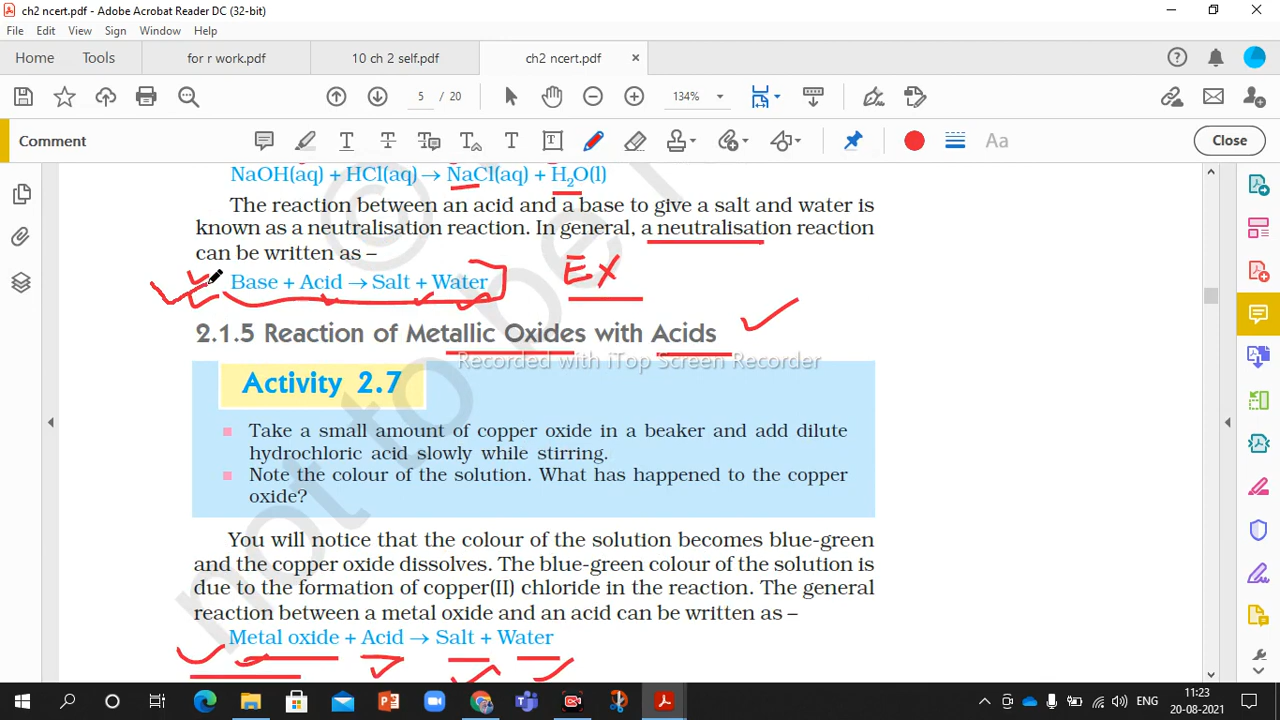 ch2 ncert.pdf - Adobe Acrobat Reader DC (32-bit)
File Edit View Sign Window Help
Home Tools for r work.pdf 10 ch 2 self.pdf ch2 ncert.pdf ×
5 / 20 134%
Comment Close
NaOH(aq) + HCl(aq) → NaCl(aq) + H₂O(l)
The reaction between an acid and a base to give a salt and water is
known as a neutralisation reaction. In general, a neutralisation reaction
can be written as –
Base + Acid → Salt + Water EX
2.1.5 Reaction of Metallic Oxides with Acids
Recorded with iTop Screen Recorder
Activity 2.7
Take a small amount of copper oxide in a beaker and add dilute
hydrochloric acid slowly while stirring.
Note the colour of the solution. What has happened to the copper
oxide?
You will notice that the colour of the solution becomes blue-green
and the copper oxide dissolves. The blue-green colour of the solution is
due to the formation of copper(II) chloride in the reaction. The general
reaction between a metal oxide and an acid can be written as –
Metal oxide + Acid → Salt + Water
© not to be
ENG 11:23
20-08-2021